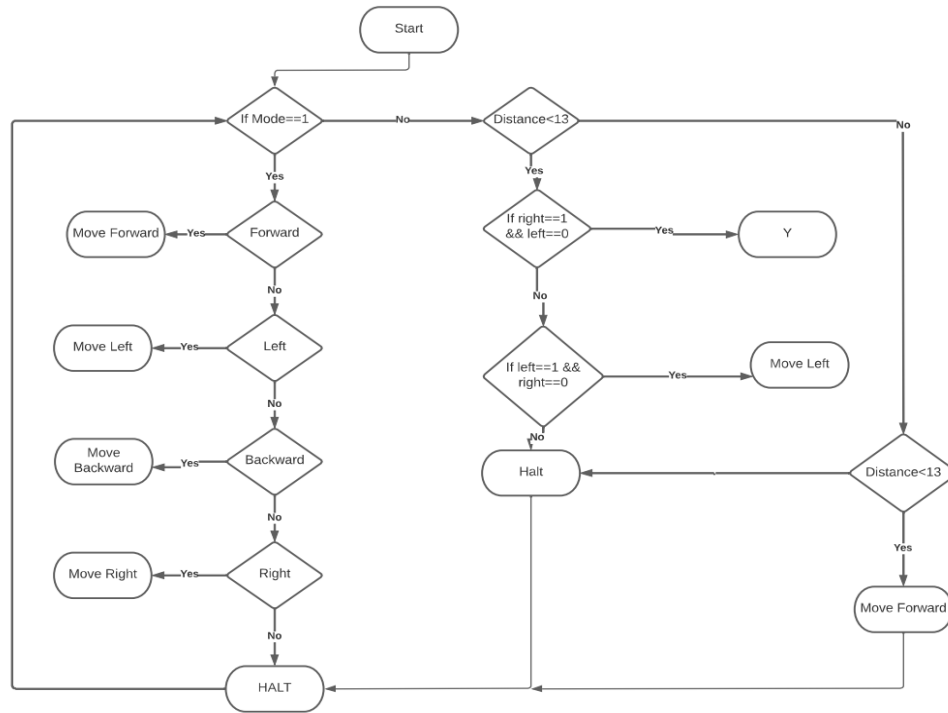 Start
If Mode==1
No
Distance<13
No
Yes
Yes
Move Forward
Yes
Forward
If right==1
&& left==0
Yes
Y
No
No
Move Left
Yes
Left
If left==1 &&
right==0
Yes
Move Left
No
No
Move
Backward
Yes
Backward
Halt
Distance<13
No
Yes
Move Right
Yes
Right
Move Forward
No
HALT